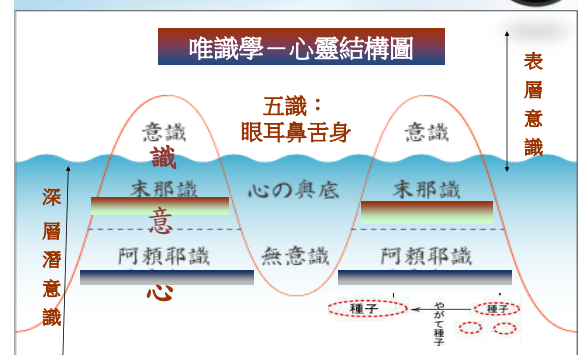 唯識學－心靈結構圖
表層意識
五識：
眼耳鼻舌身
意識
意識
識
末那識
心の奥底
末那識
意
阿頼耶識
無意識
阿頼耶識
心
深層潛意識
種子
やがて種子
種子